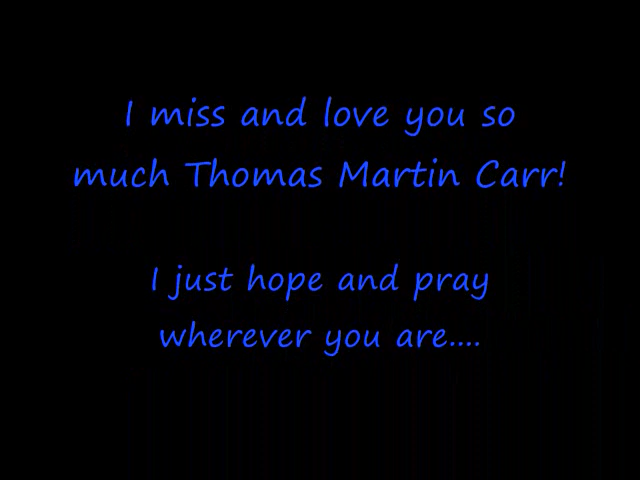 I miss and love you so
much Thomas Martin Carr!
I just hope and pray
wherever you are....